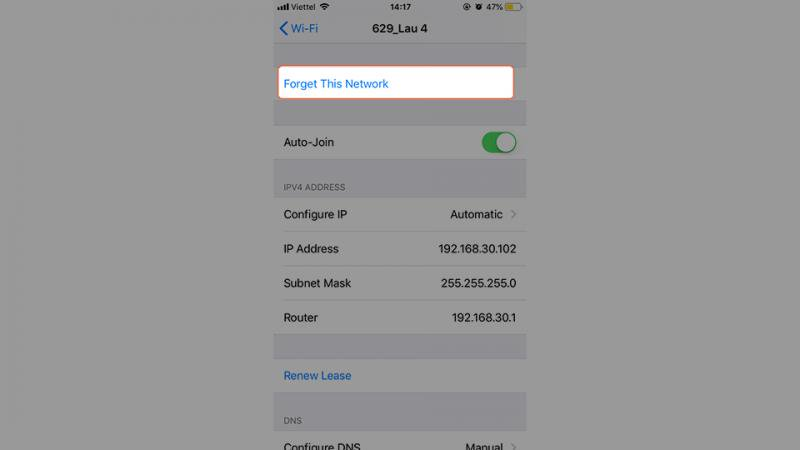 Viettel 14:17 47%
Wi-Fi 629_Lau 4
Forget This Network
Auto-Join
IPV4 ADDRESS
Configure IP Automatic
IP Address 192.168.30.102
Subnet Mask 255.255.255.0
Router 192.168.30.1
Renew Lease
DNS
Configure DNS Manual